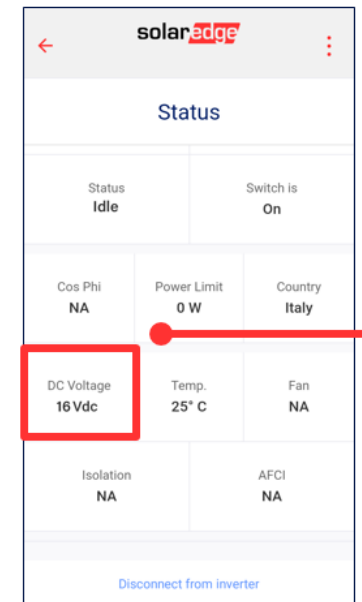 solaredge
Status
Status
Switch is
Idle
On
Cos Phi
Power Limit
Country
NA
0 W
Italy
DC Voltage
Temp.
Fan
16 Vdc
25° C
NA
Isolation
AFCI
NA
NA
Disconnect from inverter